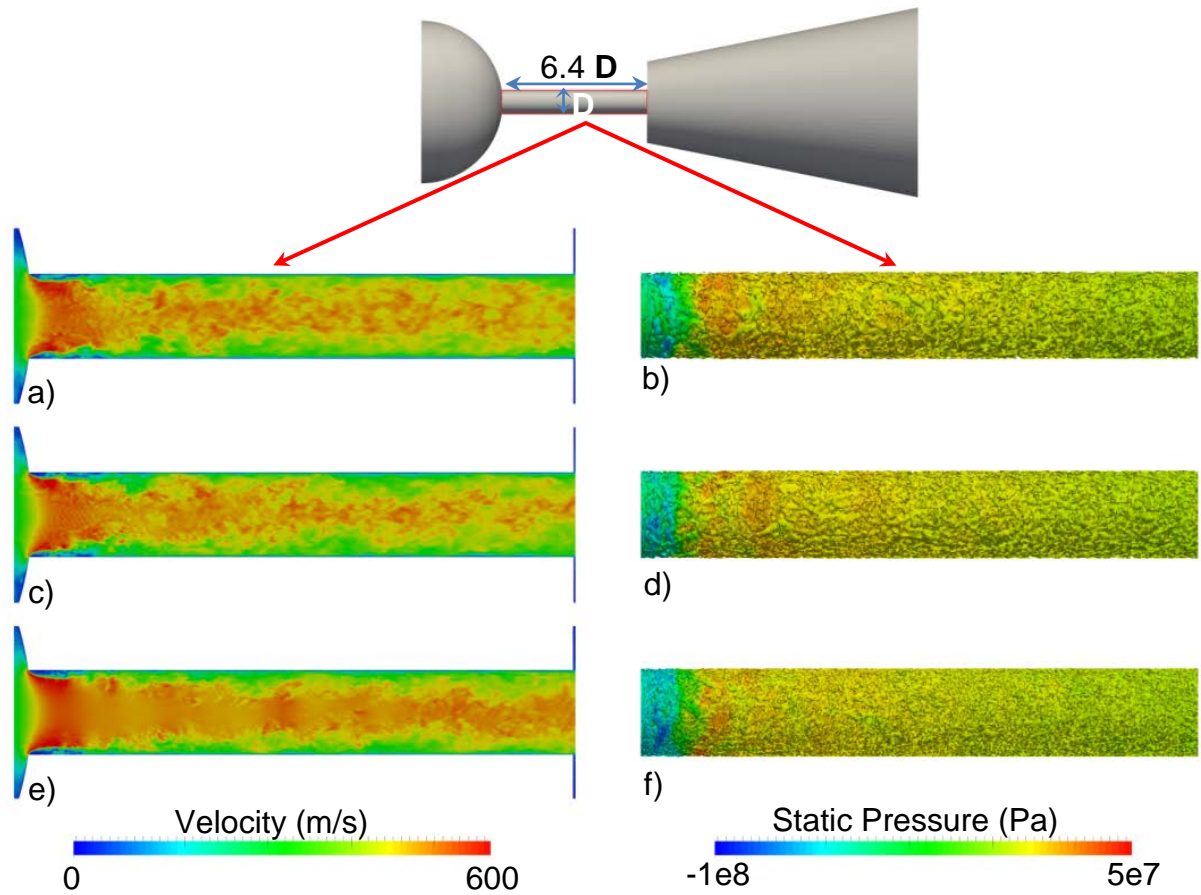 6.4 D
D
a)
b)
c)
d)
e)
f)
Velocity (m/s)
0
600
Static Pressure (Pa)
-1e8
5e7